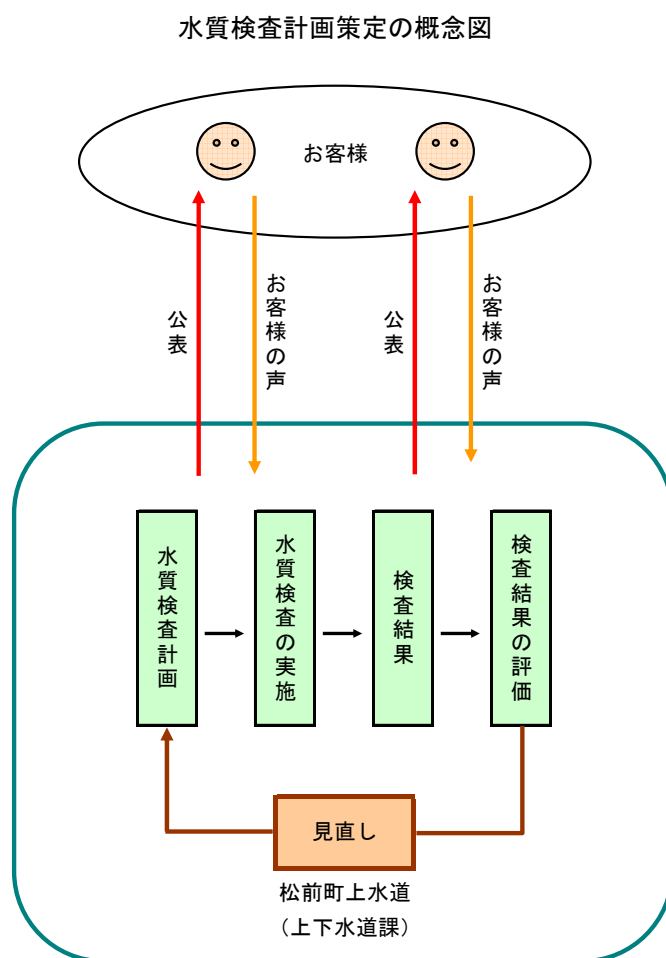 水質検査計画策定の概念図
お客様
公表
お客様の声
公表
お客様の声
水質検査計画
水質検査の実施
検査結果
検査結果の評価
見直し
松前町上水道
（上下水道課）